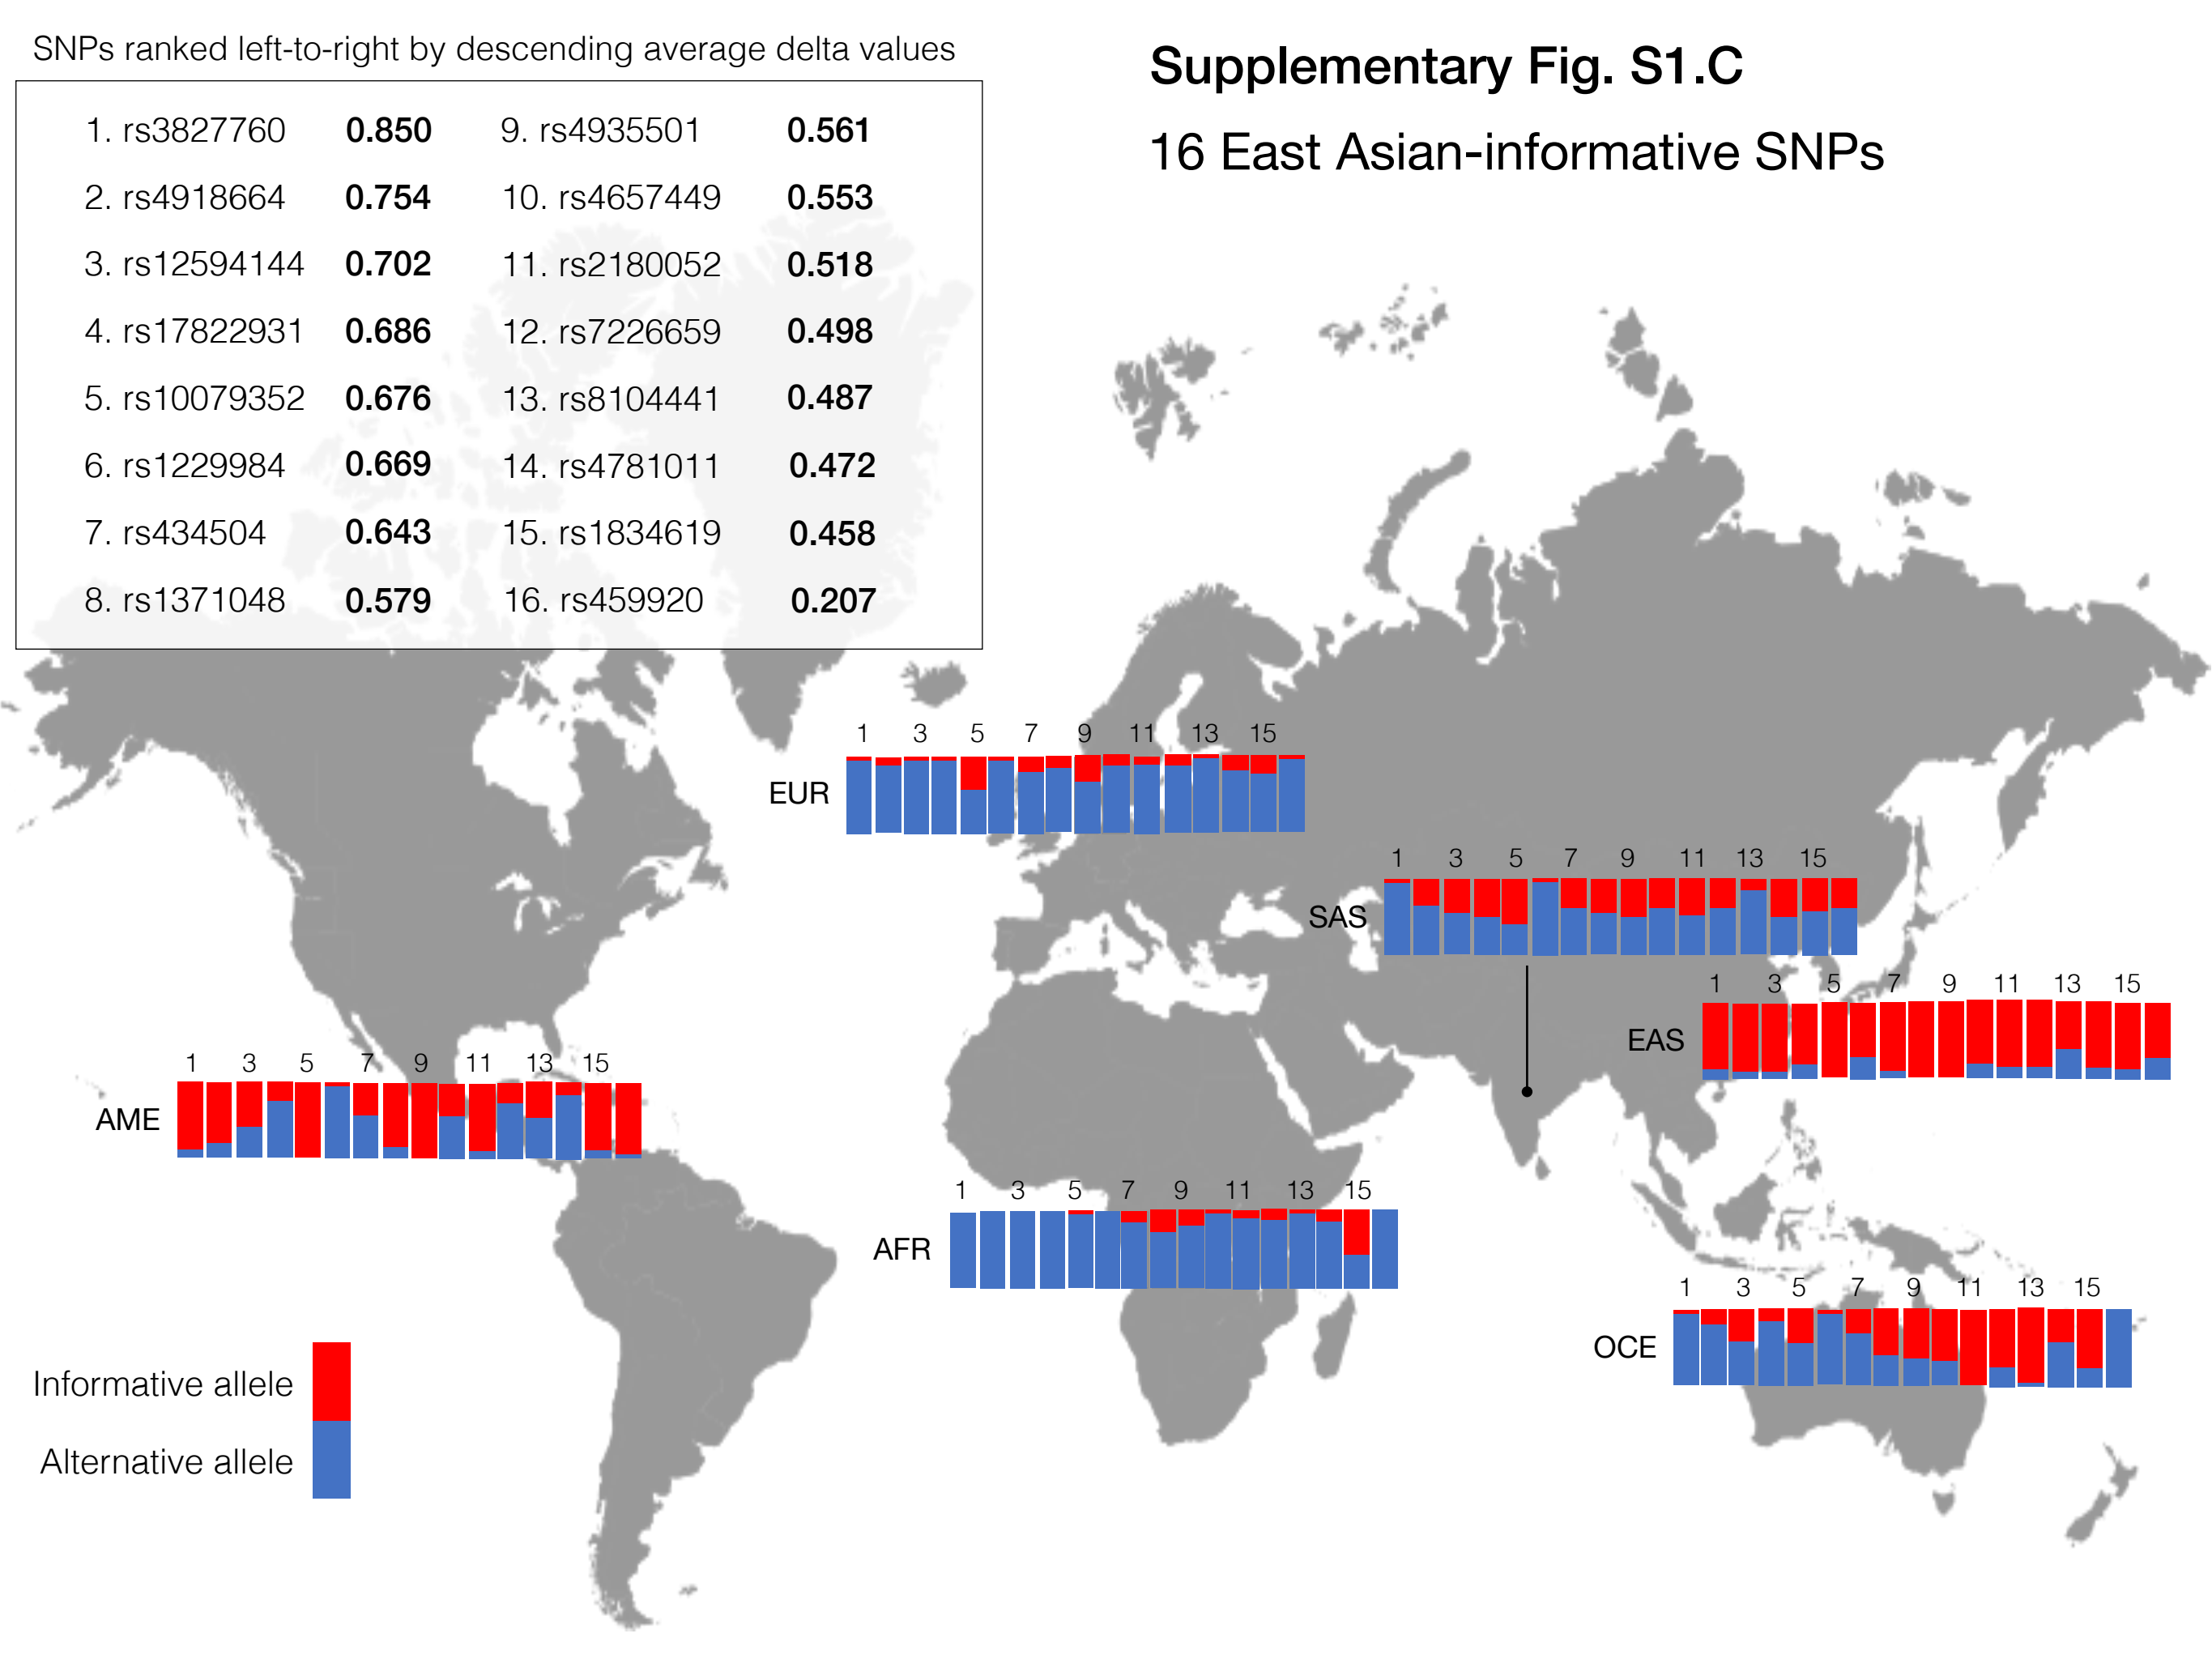 SNPs ranked left-to-right by descending average delta values
Supplementary Fig. S1.C
16 East Asian-informative SNPs
1. rs3827760 0.850 9. rs4935501 0.561
2. rs4918664 0.754 10. rs4657449 0.553
3. rs12594144 0.702 11. rs2180052 0.518
4. rs17822931 0.686 12. rs7226659 0.498
5. rs10079352 0.676 13. rs8104441 0.487
6. rs1229984 0.669 14. rs4781011 0.472
7. rs434504 0.643 15. rs1834619 0.458
8. rs1371048 0.579 16. rs459920 0.207
1 3 5 7 9 11 13 15
EUR
1 3 5 7 9 11 13 15
SAS
1 3 5 7 9 11 13 15
EAS
1 3 5 7 9 11 13 15
AME
1 3 5 7 9 11 13 15
AFR
1 3 5 7 9 11 13 15
OCE
Informative allele
Alternative allele